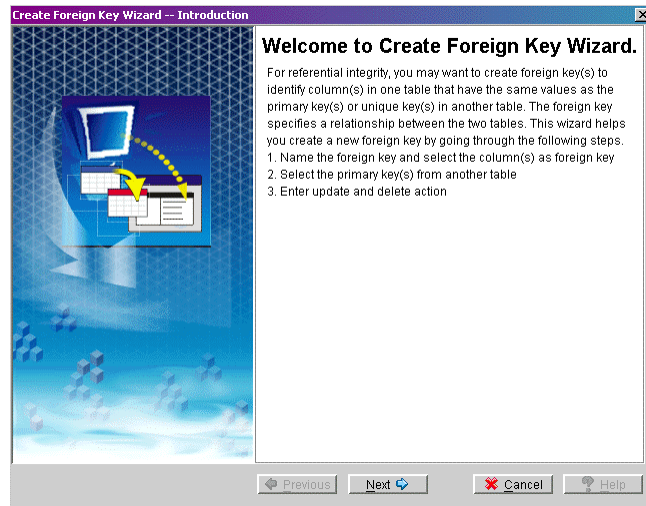 Create Foreign Key Wizard -- Introduction
Welcome to Create Foreign Key Wizard.
For referential integrity, you may want to create foreign key(s) to
identify column(s) in one table that have the same values as the
primary key(s) or unique key(s) in another table. The foreign key
specifies a relationship between the two tables. This wizard helps
you create a new foreign key by going through the following steps.
1. Name the foreign key and select the column(s) as foreign key
2. Select the primary key(s) from another table
3. Enter update and delete action
Previous Next Cancel Help